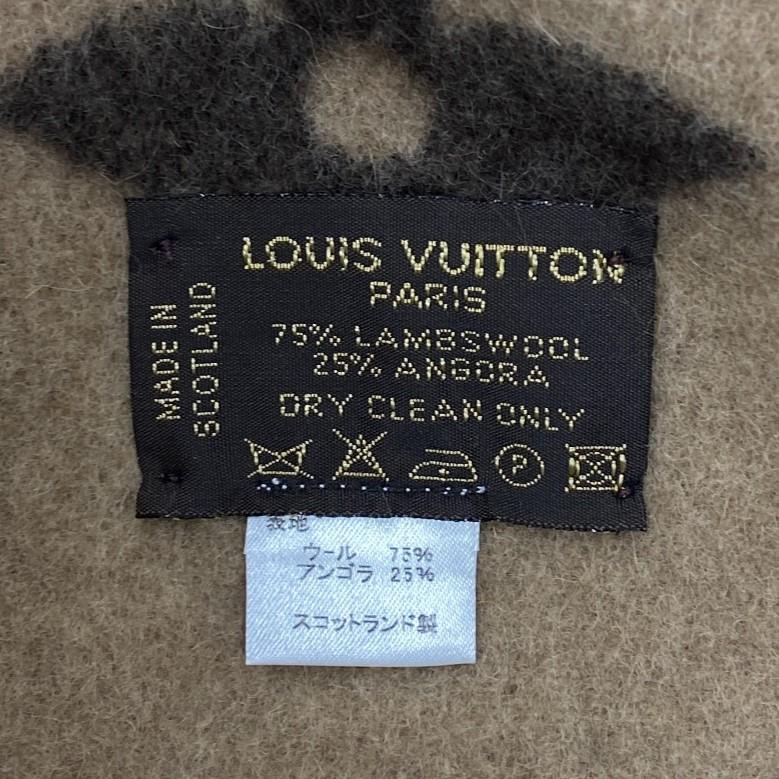 LOUIS VUITTON
PARIS
75% LAMBSWOOL
25% ANGORA
DRY CLEAN ONLY
MADE IN
SCOTLAND
P
表地
ウール 75%
アンゴラ 25%
スコットランド製